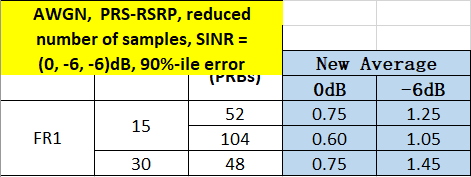 AWGN, PRS-RSRP, reduced
number of samples, SINR =
(0, -6, -6)dB, 90%-ile error
(PRBs)
New Average
0dB -6dB
FR1 15 52 0.75 1.25
104 0.60 1.05
30 48 0.75 1.45